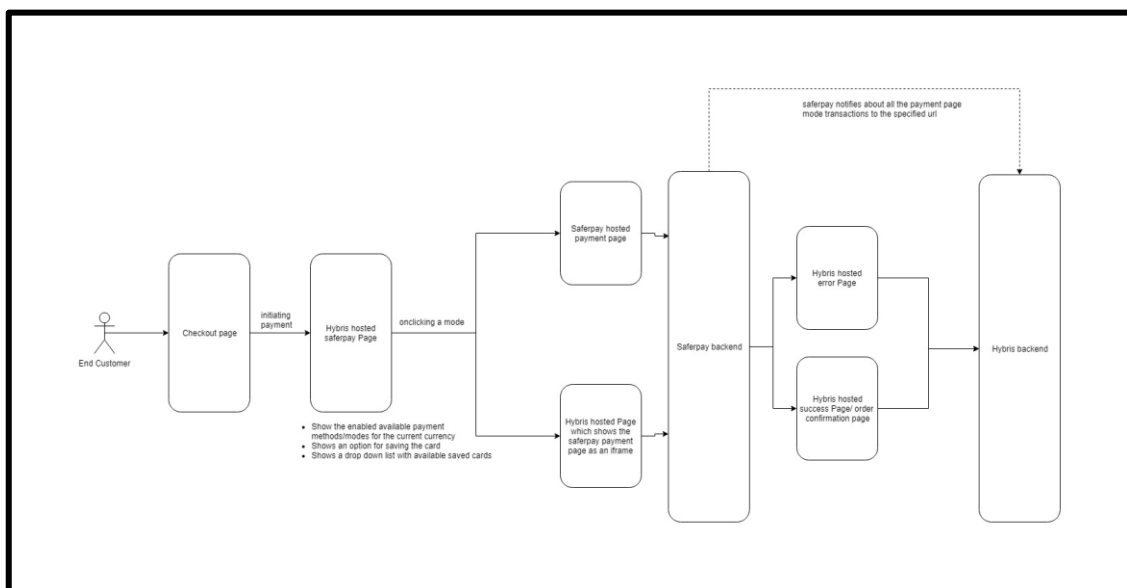 saferpay notifies about all the payment page
mode transactions to the specified url
Saferpay hosted
payment page
Hybris hosted
error Page
initiating
payment
onclicking a mode
Checkout page
Hybris hosted
saferpay Page
Saferpay backend
Hybris backend
End Customer
Hybris hosted
success Page/ order
confirmation page
Hybris hosted Page
which shows the
saferpay payment
page as an iframe
• Show the enabled available payment
methods/modes for the current currency
• Shows an option for saving the card
• Shows a drop down list with available saved cards